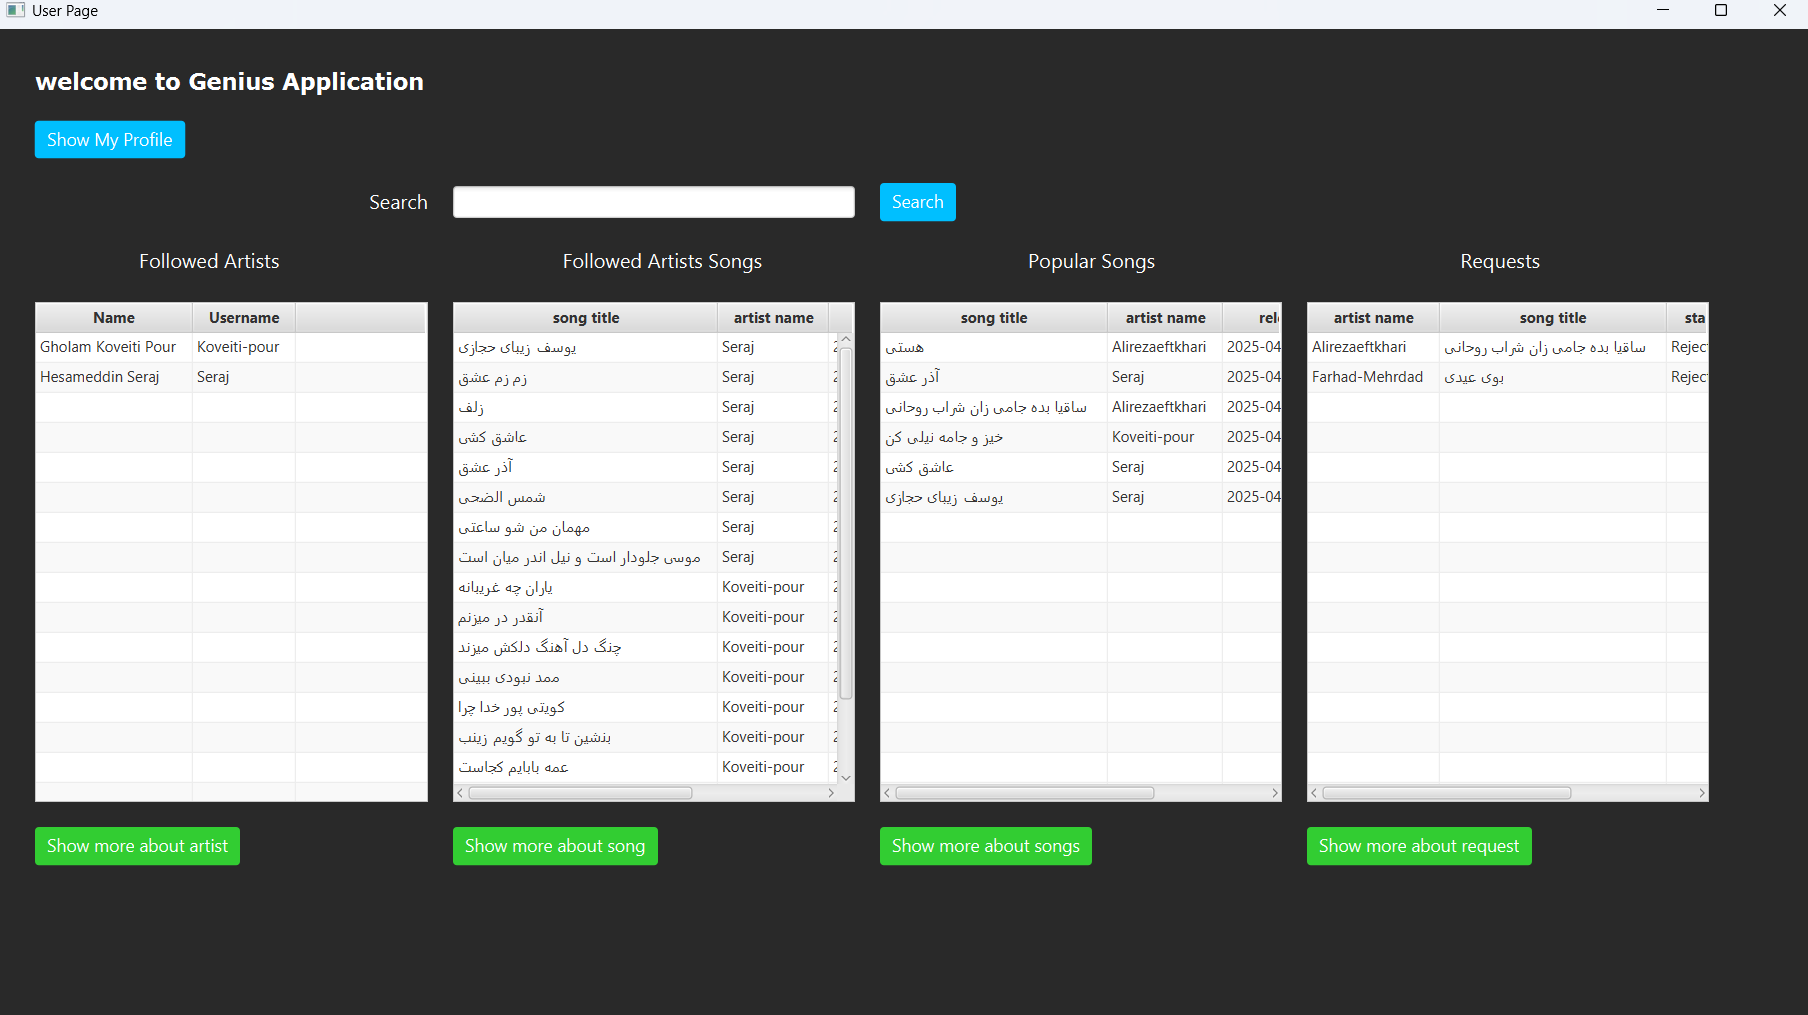 User Page
welcome to Genius Application
Show My Profile
Search
Search
Followed Artists
Name Username
Gholam Koveiti Pour Koveiti-pour
Hesameddin Seraj Seraj
Show more about artist
Followed Artists Songs
song title artist name
یوسف زیبای حجازی Seraj
زم زم عشق Seraj
زلف Seraj
عاشق کشی Seraj
آذر عشق Seraj
شمس الضحی Seraj
مهمان من شو ساعتی Seraj
موسی جلودار است و نیل اندر میان است Seraj
یاران چه غریبانه Koveiti-pour
آنقدر در میزنم Koveiti-pour
چنگ دل آهنگ دلکش میزند Koveiti-pour
ممد نبودی ببینی Koveiti-pour
کویتی پور خدا چرا Koveiti-pour
بنشین تا به تو گویم زینب Koveiti-pour
عمه بابایم کجاست Koveiti-pour
Show more about song
Popular Songs
song title artist name rel
هستی Alirezaeftkhari 2025-04
آذر عشق Seraj 2025-04
ساقیا بده جامی زان شراب روحانی Alirezaeftkhari 2025-04
خیز و جامه نیلی کن Koveiti-pour 2025-04
عاشق کشی Seraj 2025-04
یوسف زیبای حجازی Seraj 2025-04
Show more about songs
Requests
artist name song title sta
Alirezaeftkhari ساقیا بده جامی زان شراب روحانی Rejec
Farhad-Mehrdad بوی عیدی Rejec
Show more about request